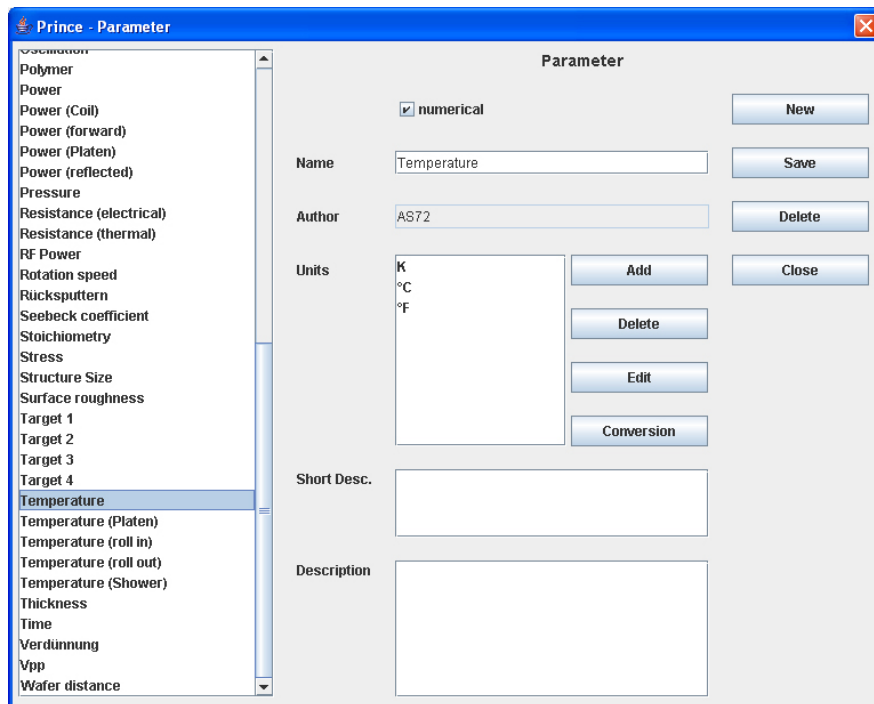 Prince - Parameter
Oscillation
Polymer
Power
Power (Coil)
Power (forward)
Power (Platen)
Power (reflected)
Pressure
Resistance (electrical)
Resistance (thermal)
RF Power
Rotation speed
Rücksputtern
Seebeck coefficient
Stoichiometry
Stress
Structure Size
Surface roughness
Target 1
Target 2
Target 3
Target 4
Temperature
Temperature (Platen)
Temperature (roll in)
Temperature (roll out)
Temperature (Shower)
Thickness
Time
Verdünnung
Vpp
Wafer distance
Parameter
numerical
New
Name
Temperature
Save
Author
AS72
Delete
Units
K
°C
°F
Add
Close
Delete
Edit
Conversion
Short Desc.
Description